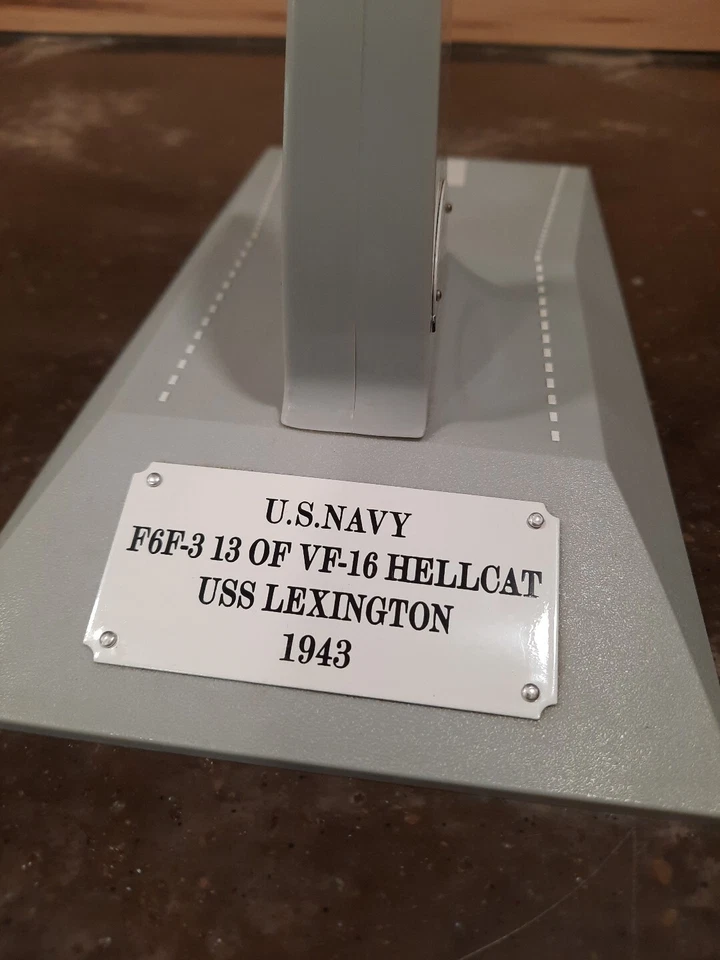 U.S.NAVY
F6F-3 13 OF VF-16 HELLCAT
USS LEXINGTON
1943